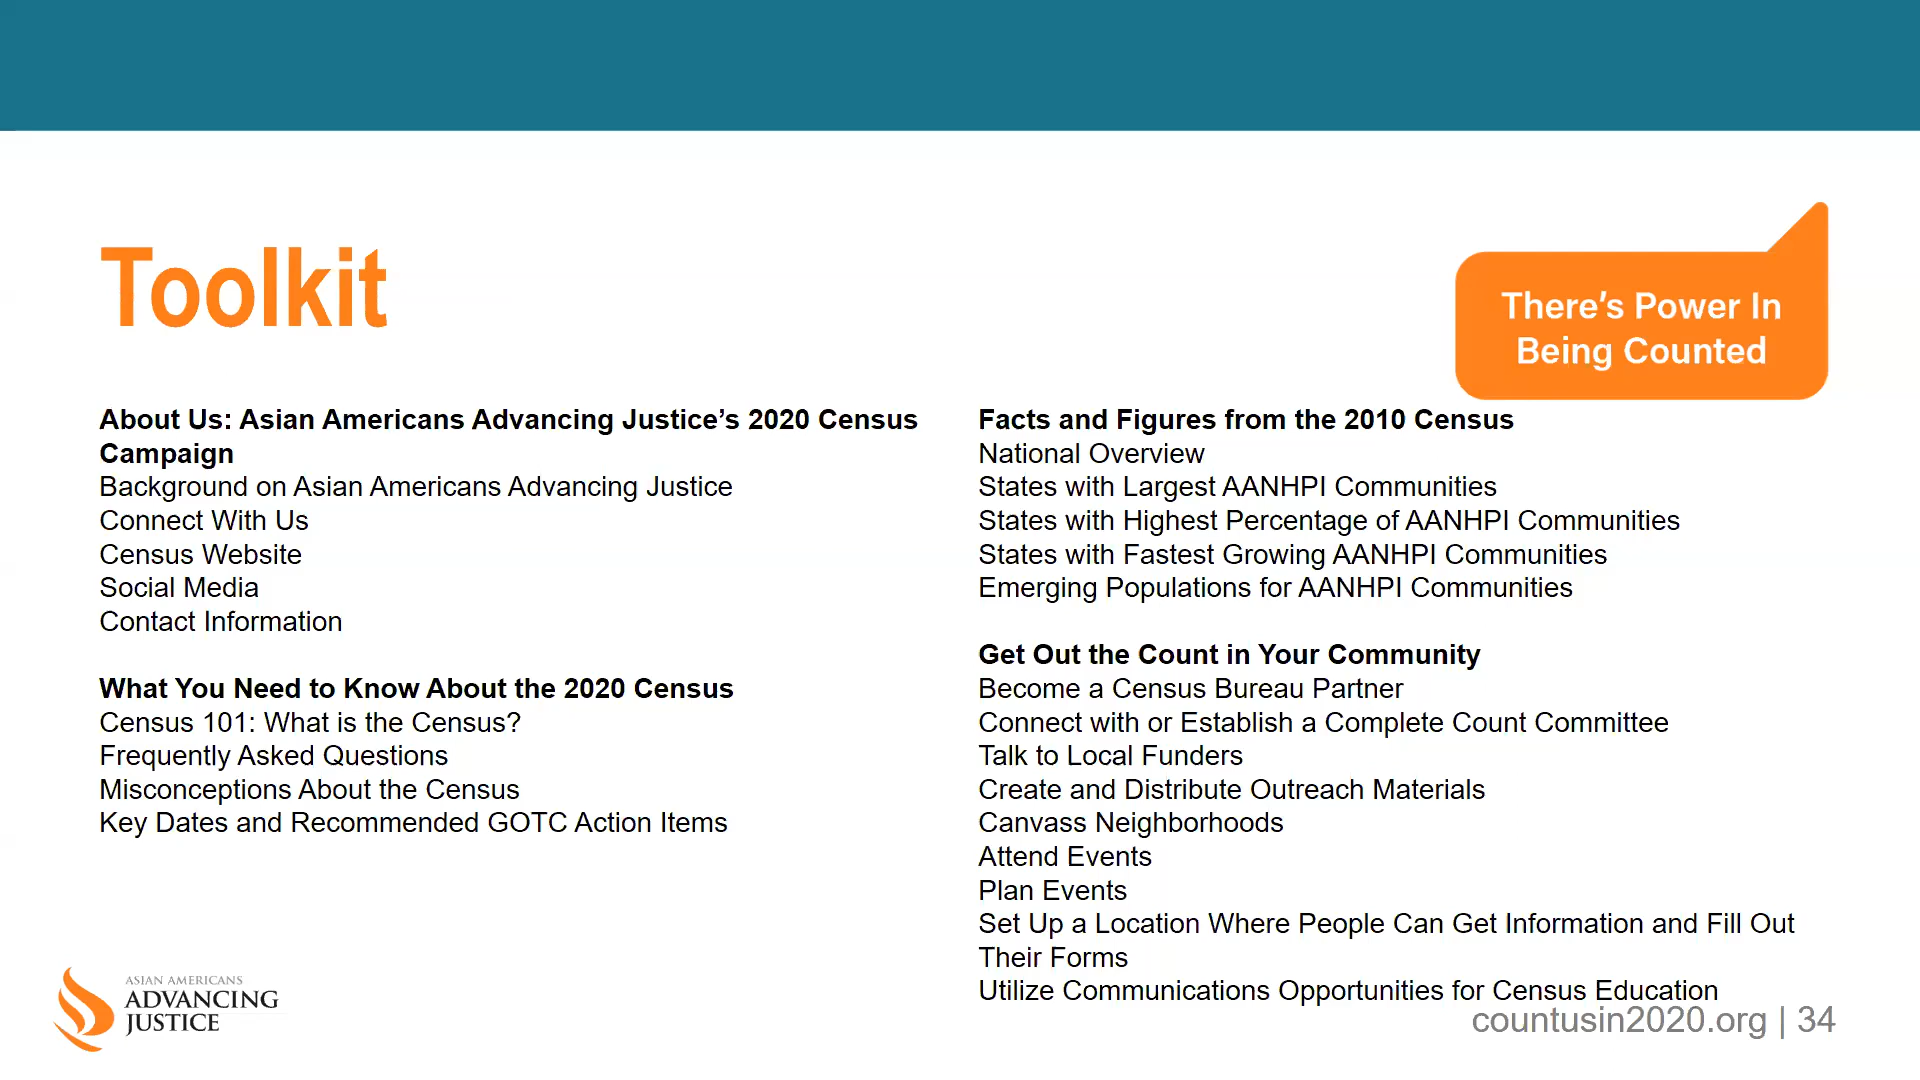 Toolkit
There's Power In
Being Counted
About Us: Asian Americans Advancing Justice's 2020 Census
Campaign
Background on Asian Americans Advancing Justice
Connect With Us
Census Website
Social Media
Contact Information
What You Need to Know About the 2020 Census
Census 101: What is the Census?
Frequently Asked Questions
Misconceptions About the Census
Key Dates and Recommended GOTC Action Items
Facts and Figures from the 2010 Census
National Overview
States with Largest AANHPI Communities
States with Highest Percentage of AANHPI Communities
States with Fastest Growing AANHPI Communities
Emerging Populations for AANHPI Communities
Get Out the Count in Your Community
Become a Census Bureau Partner
Connect with or Establish a Complete Count Committee
Talk to Local Funders
Create and Distribute Outreach Materials
Canvass Neighborhoods
Attend Events
Plan Events
Set Up a Location Where People Can Get Information and Fill Out
Their Forms
Utilize Communications Opportunities for Census Education
ASIAN AMERICANS
ADVANCING
JUSTICE
countusin2020.org | 34